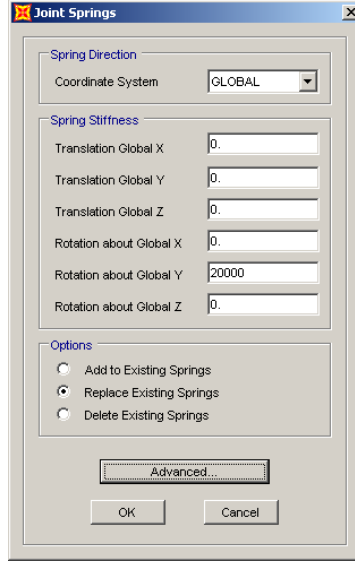 Joint Springs
Spring Direction
Coordinate System GLOBAL
Spring Stiffness
Translation Global X 0.
Translation Global Y 0.
Translation Global Z 0.
Rotation about Global X 0.
Rotation about Global Y 20000
Rotation about Global Z 0.
Options
Add to Existing Springs
Replace Existing Springs
Delete Existing Springs
Advanced...
OK Cancel